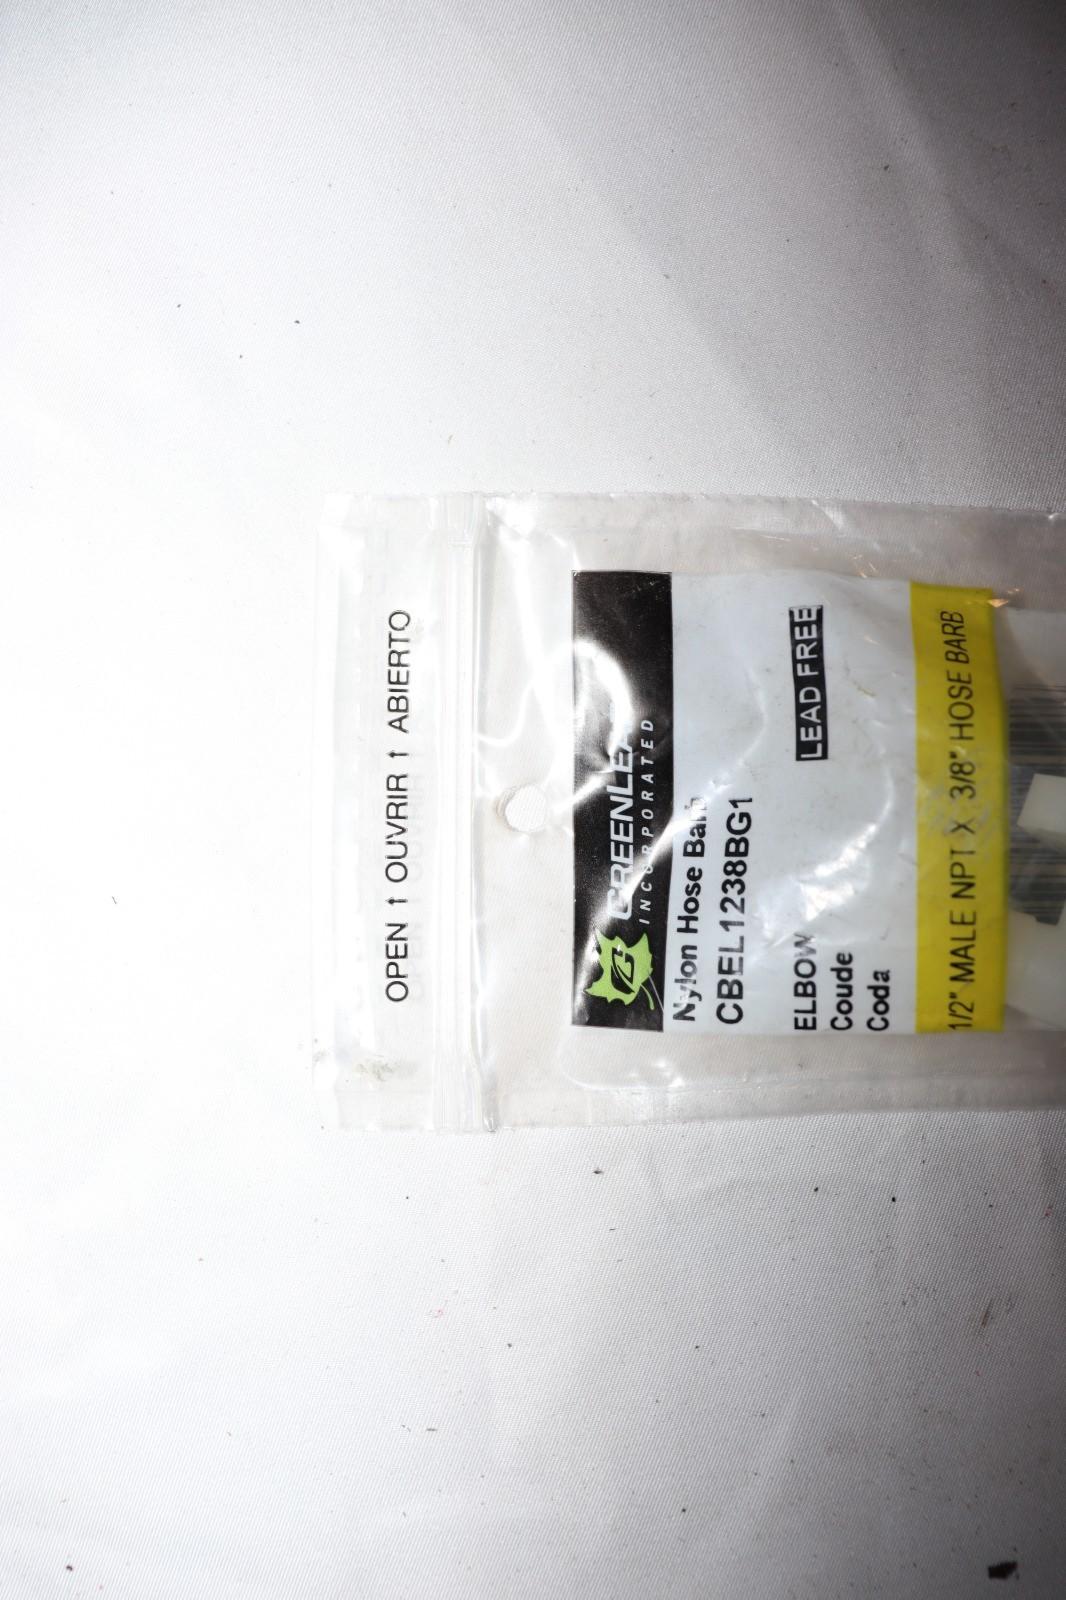 OPEN ↑ OUVRIR ↑ ABIERTO
GREENLEAF
INCORPORATED
Nylon Hose Barb
CBEL1238BG1
LEAD FREE
ELBOW
Coude
Coda
1/2" MALE NPT X 3/8" HOSE BARB